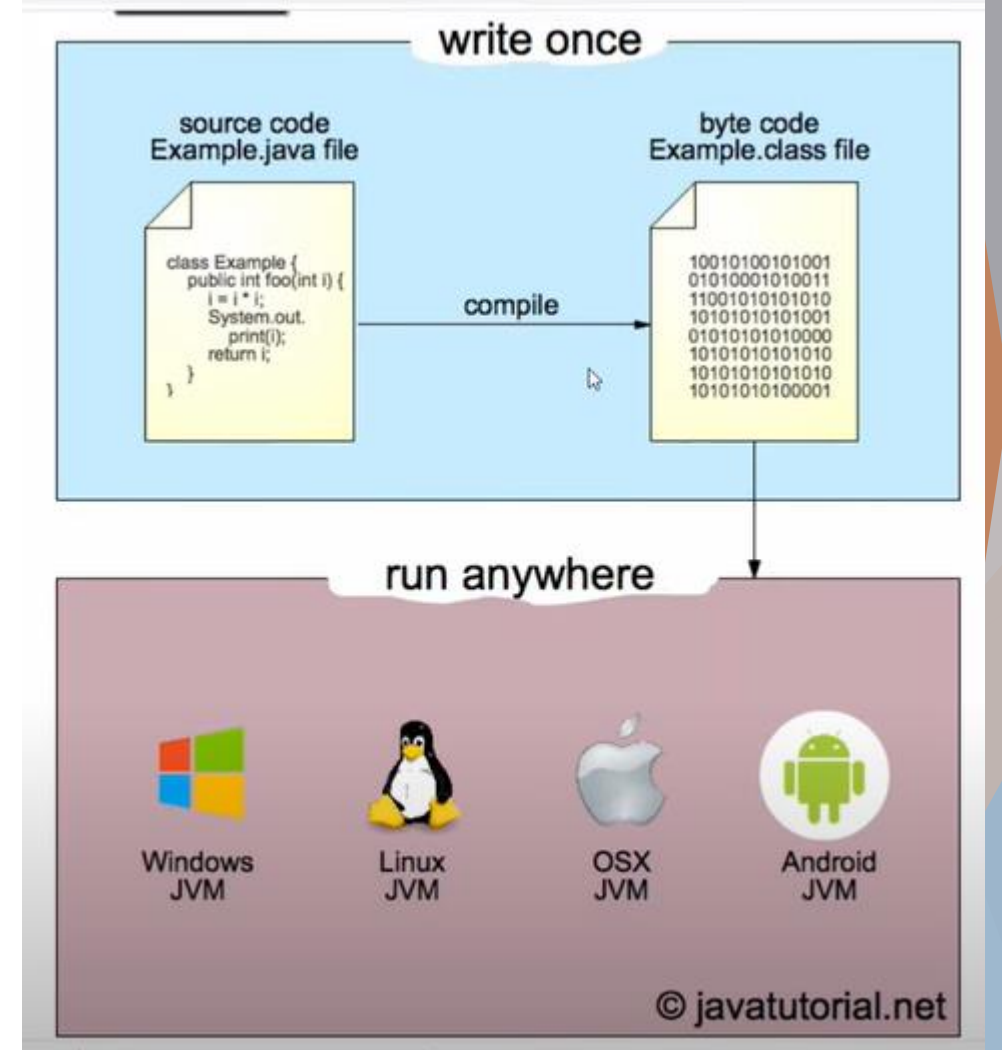 write once
source code
Example.java file
byte code
Example.class file
class Example {
public int foo(int i) {
i = i * i;
System.out.
print(i);
return i;
}
}
compile
10010100101001
01010001010011
11001010101010
10101010101001
01010101010000
10101010101010
10101010101010
10101010100001
run anywhere
Windows
JVM
Linux
JVM
OSX
JVM
Android
JVM
© javatutorial.net